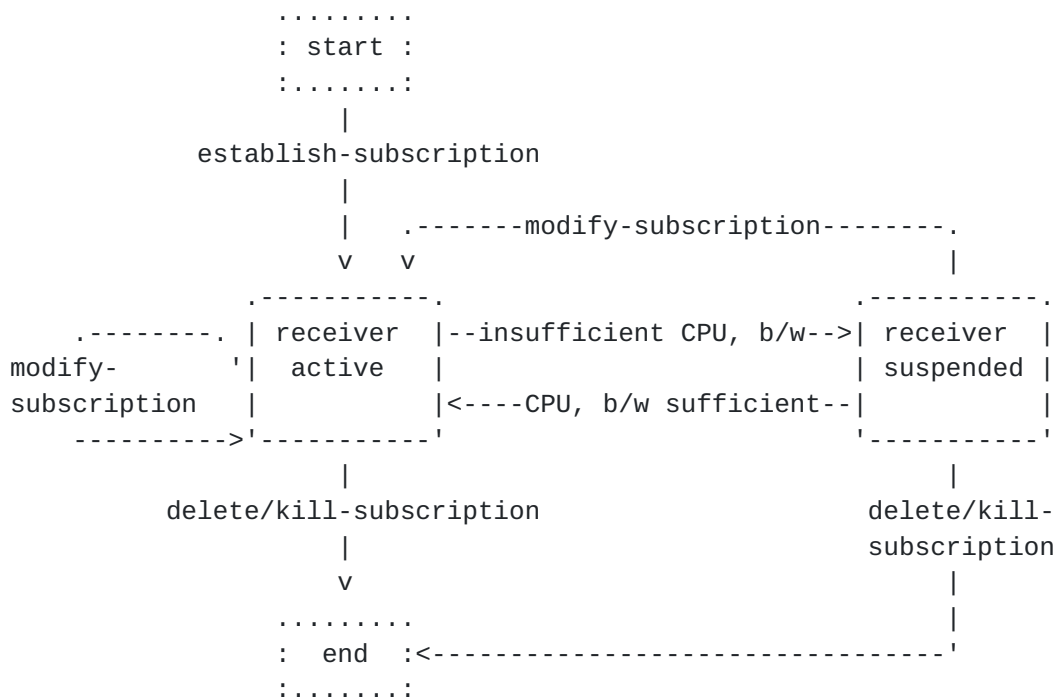 .........
: start :
:.......:
|
establish-subscription
|
|   .-------modify-subscription--------.
v   v                                |
.-----------.                         .-----------.
.--------. | receiver  |--insufficient CPU, b/w-->| receiver  |
modify-       '|  active   |                         | suspended |
subscription   |           |<----CPU, b/w sufficient--|           |
---------->'-----------'                         '-----------'
|                                    |
delete/kill-subscription                     delete/kill-
|                                subscription
v                                    |
.........                                |
:  end  :<-------------------------------'
:.......: